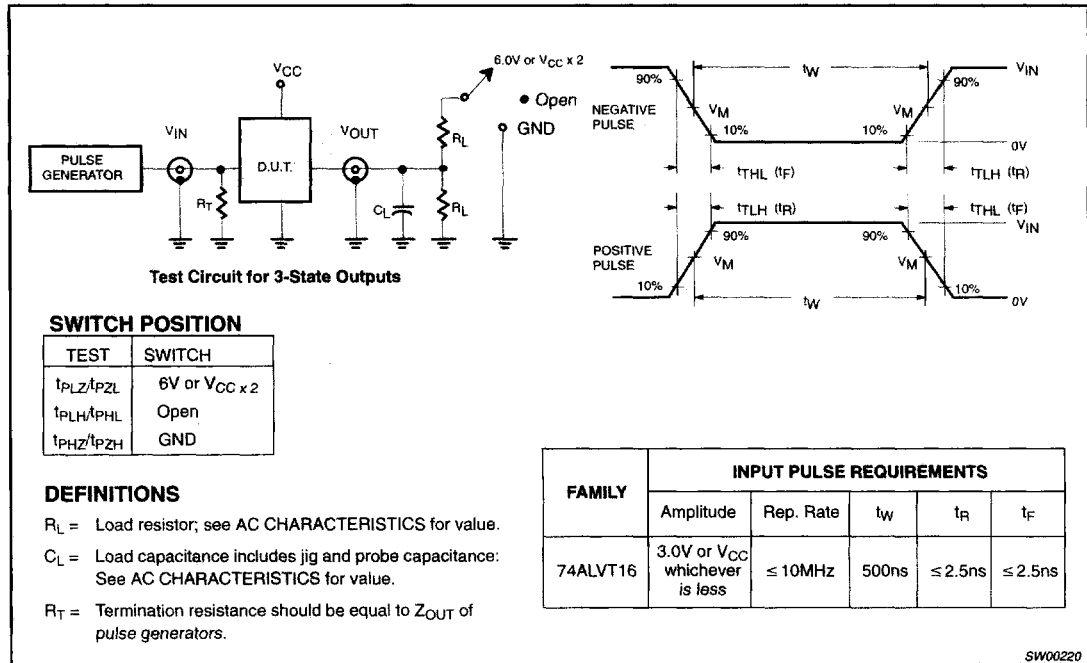 6.0V or VCC x 2
VCC
Open
GND
VIN
VOUT
RL
PULSE
GENERATOR
D.U.T.
RT
CL
RL
Test Circuit for 3-State Outputs
90%
tW
VIN
90%
NEGATIVE
PULSE
VM
VM
10%
10%
0V
tTHL (tF)
tTLH (tR)
tTLH (tR)
tTHL (tF)
VIN
90%
90%
POSITIVE
PULSE
VM
VM
10%
10%
tW
0V
SWITCH POSITION
TEST SWITCH
tPLZ/tPZL 6V or VCC x 2
tPLH/tPHL Open
tPHZ/tPZH GND
DEFINITIONS
RL = Load resistor; see AC CHARACTERISTICS for value.
CL = Load capacitance includes jig and probe capacitance:
See AC CHARACTERISTICS for value.
RT = Termination resistance should be equal to ZOUT of
pulse generators.
FAMILY
INPUT PULSE REQUIREMENTS
Amplitude Rep. Rate tW tR tF
74ALVT16
3.0V or VCC
whichever
is less
≤ 10MHz 500ns ≤ 2.5ns ≤ 2.5ns
SW00220